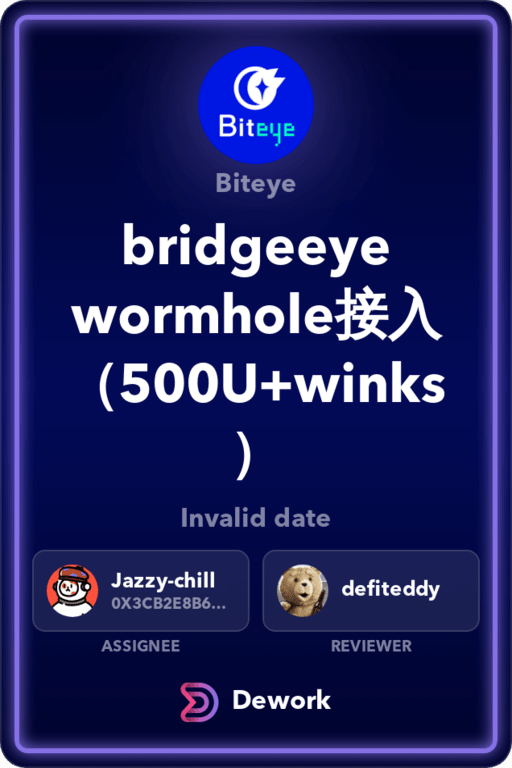 Biteye
Biteye
bridgeeye
wormhole接入
（500U+winks
）
Invalid date
Jazzy-chill
0X3CB2E8B6...
defiteddy
ASSIGNEE
REVIEWER
Dework